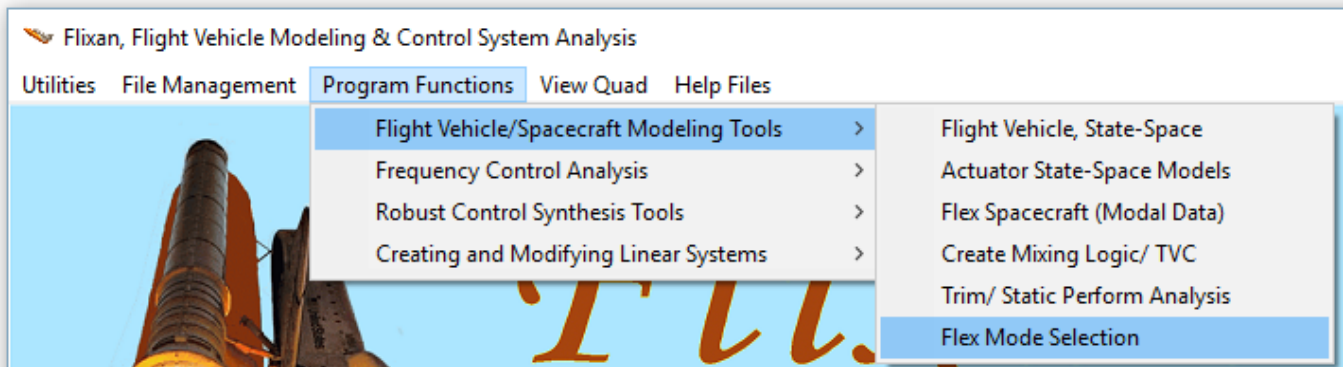 Flixan, Flight Vehicle Modeling & Control System Analysis
Utilities File Management Program Functions View Quad Help Files
Flight Vehicle/Spacecraft Modeling Tools >
Frequency Control Analysis >
Robust Control Synthesis Tools >
Creating and Modifying Linear Systems >
Flight Vehicle, State-Space
Actuator State-Space Models
Flex Spacecraft (Modal Data)
Create Mixing Logic/ TVC
Trim/ Static Perform Analysis
Flex Mode Selection